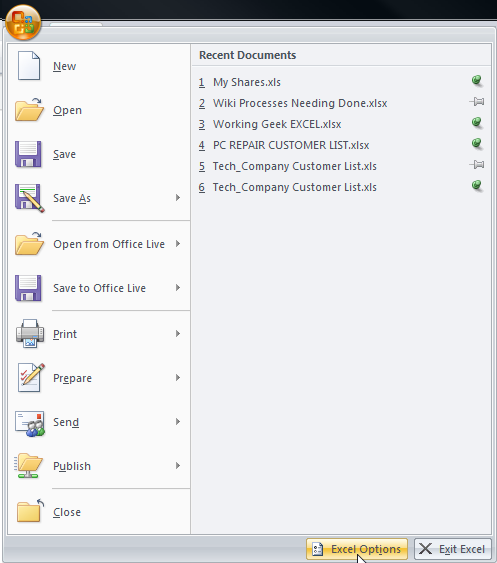 New
Open
Save
Save As
Open from Office Live
Save to Office Live
Print
Prepare
Send
Publish
Close
Recent Documents
1 My Shares.xls
2 Wiki Processes Needing Done.xlsx
3 Working Geek EXCEL.xlsx
4 PC REPAIR CUSTOMER LIST.xlsx
5 Tech_Company Customer List.xls
6 Tech_Company Customer List.xls
Excel Options
Exit Excel